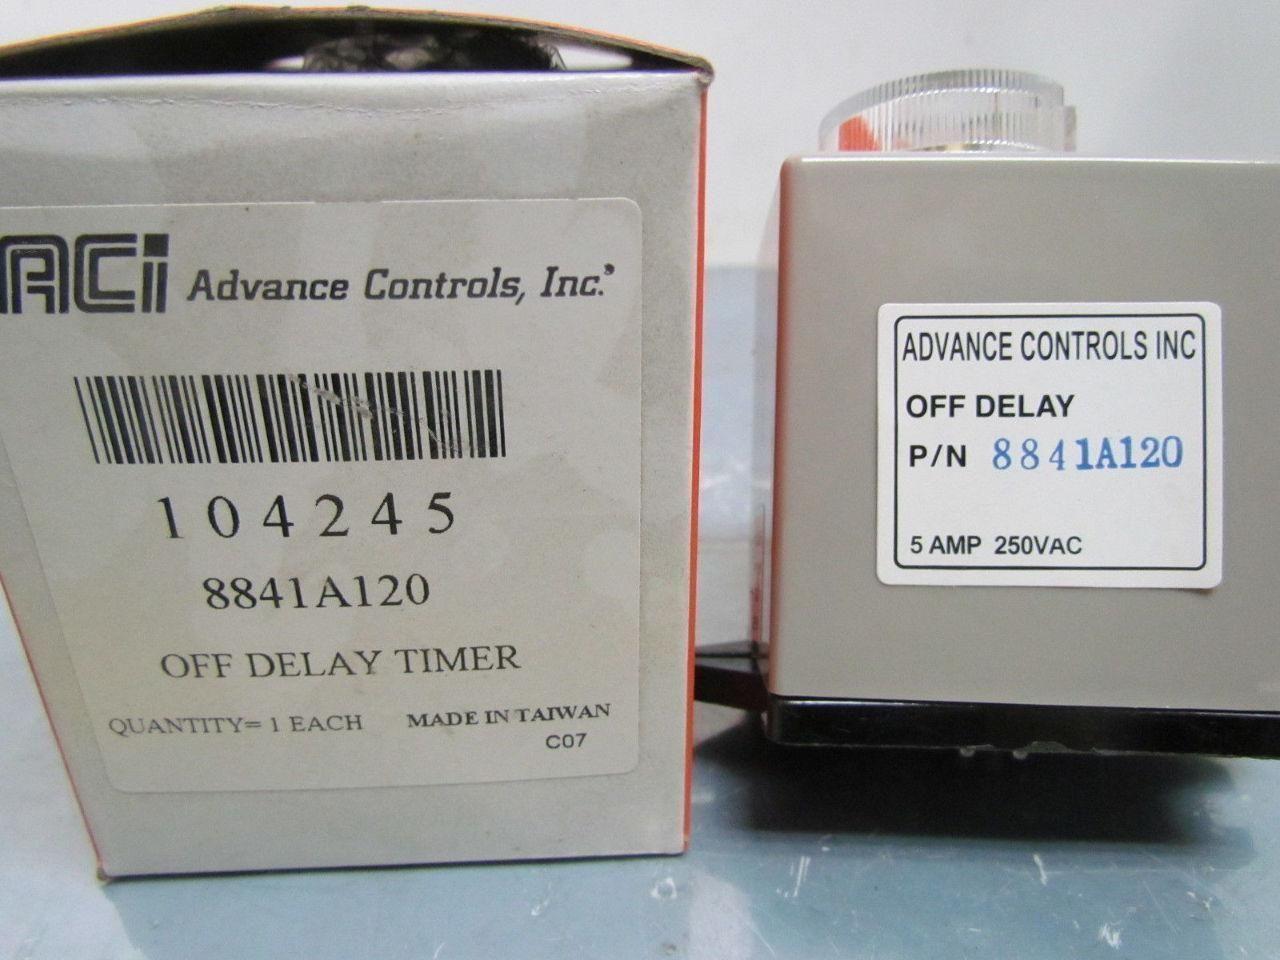 ACi Advance Controls, Inc.
104245
8841A120
OFF DELAY TIMER
QUANTITY= 1 EACH MADE IN TAIWAN
C07
ADVANCE CONTROLS INC
OFF DELAY
P/N 8841A120
5 AMP 250VAC